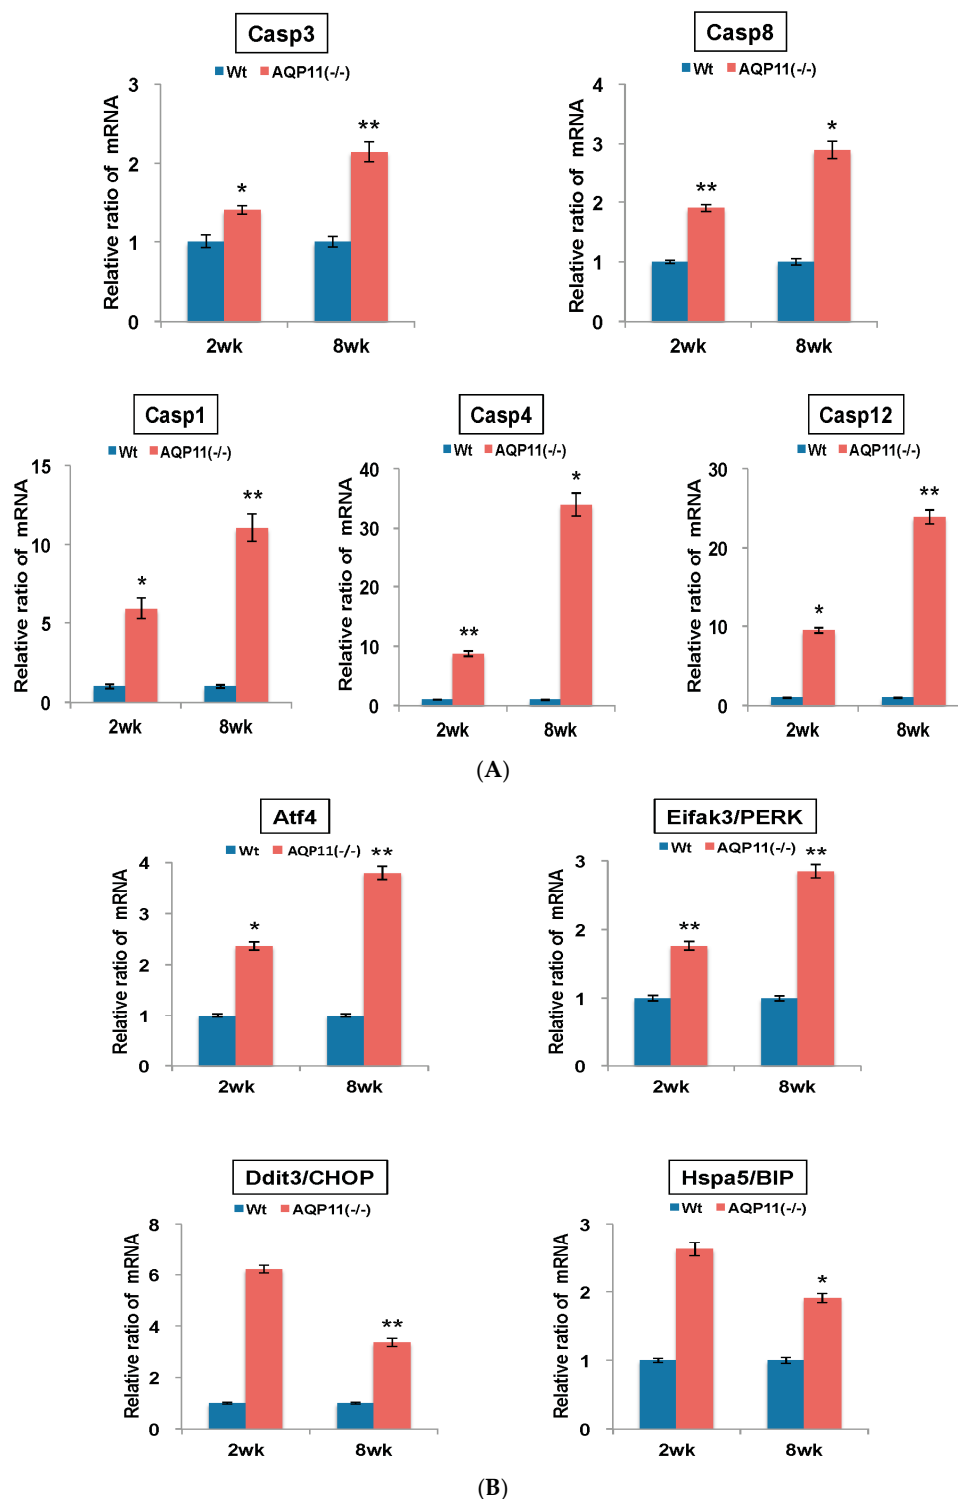 Casp3
Wt AQP11(-/-)
Relative ratio of mRNA
3
2
1
0
*
**
2wk 8wk
Casp8
Wt AQP11(-/-)
Relative ratio of mRNA
4
3
2
1
0
**
*
2wk 8wk
Casp1
Wt AQP11(-/-)
Relative ratio of mRNA
15
10
5
0
*
**
2wk 8wk
Casp4
Wt AQP11(-/-)
Relative ratio of mRNA
40
30
20
10
0
**
*
2wk 8wk
Casp12
Wt AQP11(-/-)
Relative ratio of mRNA
30
20
10
0
*
**
2wk 8wk
(A)
Atf4
Wt AQP11(-/-)
Relative ratio of mRNA
4
3
2
1
0
*
**
2wk 8wk
Eifak3/PERK
Wt AQP11(-/-)
Relative ratio of mRNA
3
2
1
0
**
**
2wk 8wk
Ddit3/CHOP
Wt AQP11(-/-)
Relative ratio of mRNA
8
6
4
2
0
**
2wk 8wk
Hspa5/BIP
Wt AQP11(-/-)
Relative ratio of mRNA
3
2
1
0
*
2wk 8wk
(B)